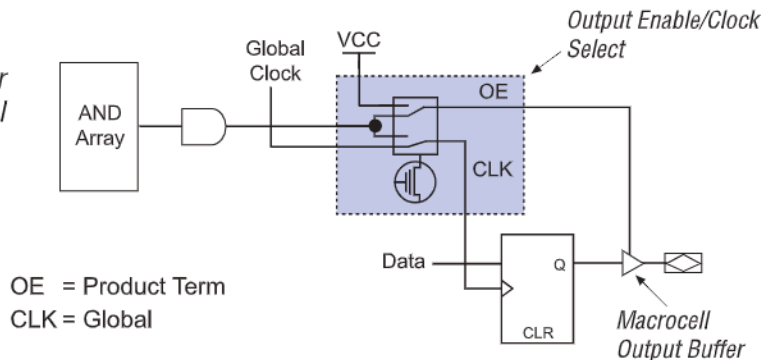 Output Enable/Clock
Select
VCC
Global
Clock
r
l
AND
Array
OE
CLK
Data
Q
CLR
OE = Product Term
CLK = Global
Macrocell
Output Buffer